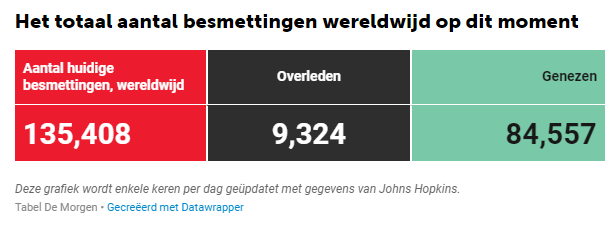 Het totaal aantal besmettingen wereldwijd op dit moment
Aantal huidige
besmettingen, wereldwijd
Overleden
Genezen
135,408
9,324
84,557
Deze grafiek wordt enkele keren per dag geüpdatet met gegevens van Johns Hopkins.
Tabel De Morgen • Gecreëerd met Datawrapper